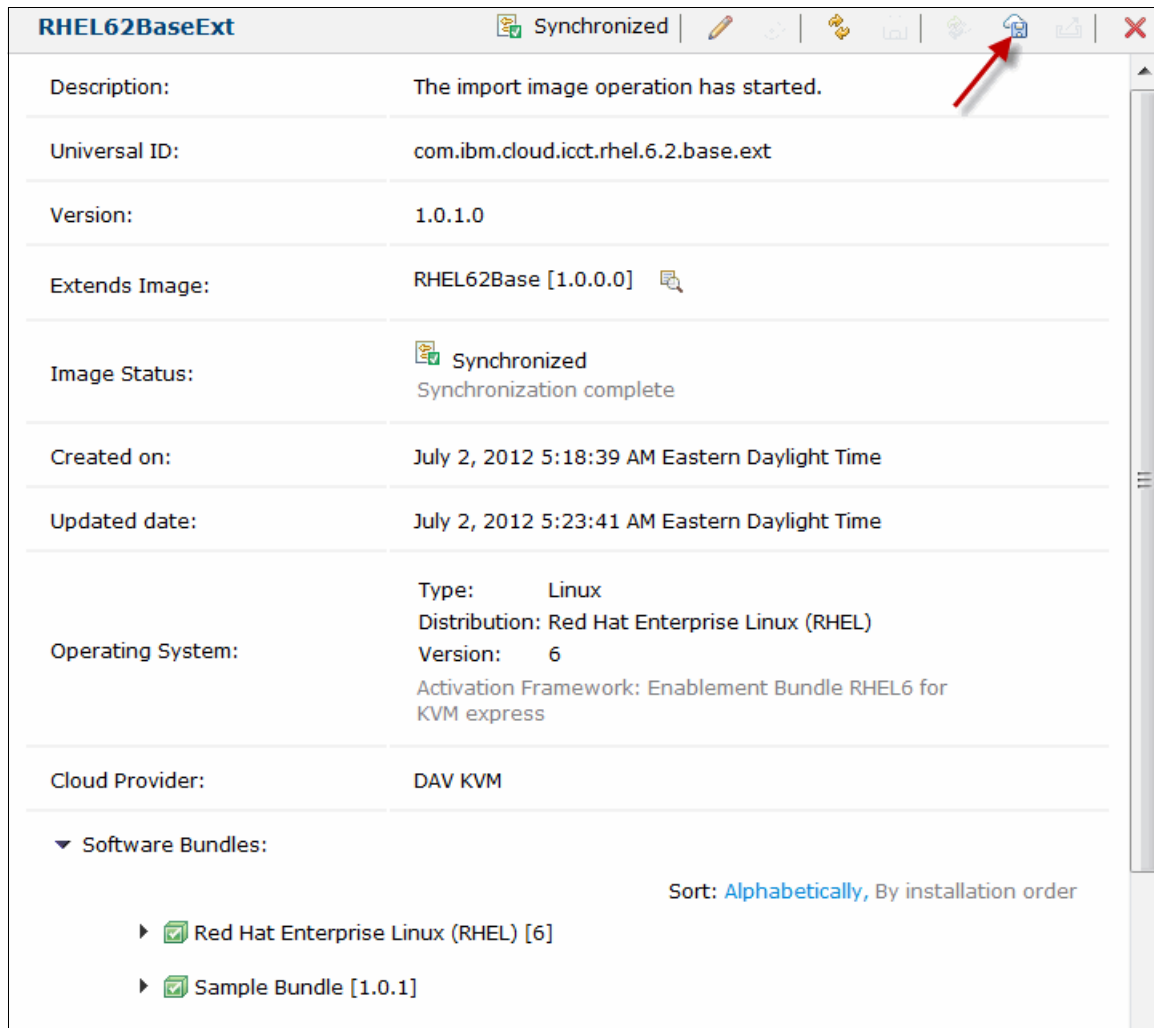 RHEL62BaseExt Synchronized
Description: The import image operation has started.
Universal ID: com.ibm.cloud.icct.rhel.6.2.base.ext
Version: 1.0.1.0
Extends Image: RHEL62Base [1.0.0.0]
Image Status: Synchronized
Synchronization complete
Created on: July 2, 2012 5:18:39 AM Eastern Daylight Time
Updated date: July 2, 2012 5:23:41 AM Eastern Daylight Time
Operating System:
Type: Linux
Distribution: Red Hat Enterprise Linux (RHEL)
Version: 6
Activation Framework: Enablement Bundle RHEL6 for
KVM express
Cloud Provider: DAV KVM
Software Bundles:
Sort: Alphabetically, By installation order
Red Hat Enterprise Linux (RHEL) [6]
Sample Bundle [1.0.1]